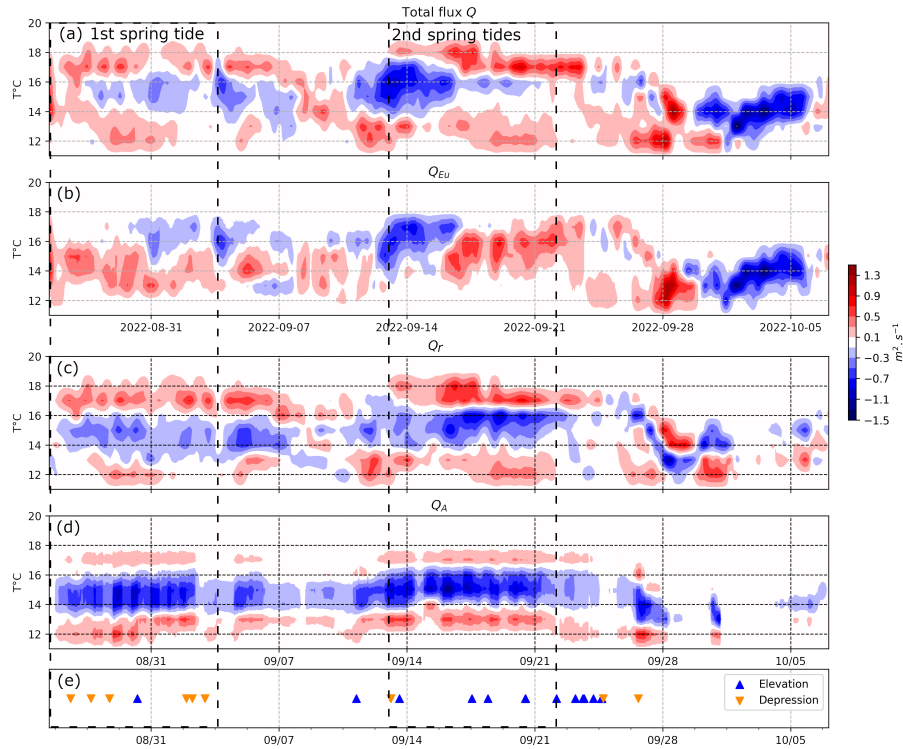 Total flux Q
(a) 1st spring tide
2nd spring tides
T°C
20
18
16
14
12
Q_Eu
(b)
T°C
20
18
16
14
12
2022-08-31 2022-09-07 2022-09-14 2022-09-21 2022-09-28 2022-10-05
Q_r
(c)
T°C
20
18
16
14
12
Q_A
(d)
T°C
20
18
16
14
12
08/31 09/07 09/14 09/21 09/28 10/05
(e)
Elevation
Depression
08/31 09/07 09/14 09/21 09/28 10/05
1.3
0.9
0.5
0.1
−0.3
−0.7
−1.1
−1.5
m². s⁻¹